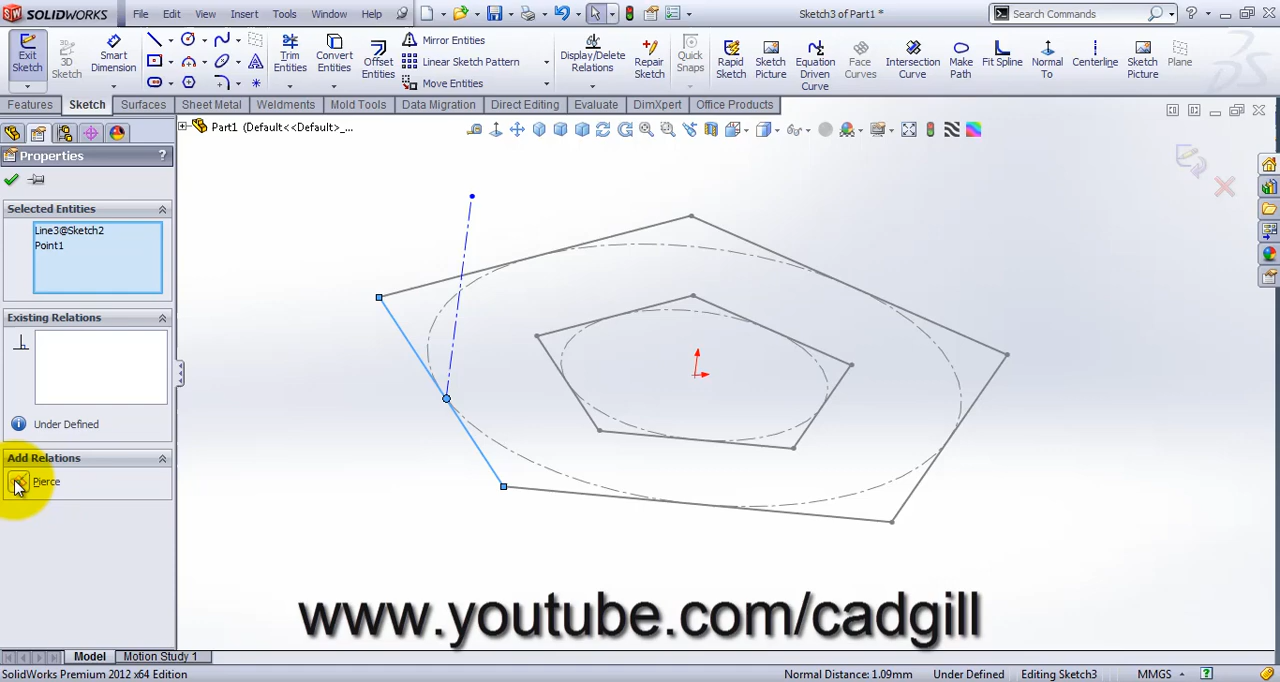 SOLIDWORKS File Edit View Insert Tools Window Help Sketch3 of Part1 * Search Commands
Exit Sketch 3D Sketch Smart Dimension Trim Entities Convert Entities Offset Entities Mirror Entities Linear Sketch Pattern Move Entities Display/Delete Relations Repair Sketch Quick Snaps Rapid Sketch Sketch Picture Equation Driven Curve Face Curves Intersection Curve Make Path Fit Spline Normal To Centerline Sketch Picture Plane
Features Sketch Surfaces Sheet Metal Weldments Mold Tools Data Migration Direct Editing Evaluate DimXpert Office Products
Part1 (Default<<Default>_...
Properties ?
Selected Entities
Line3@Sketch2
Point1
Existing Relations
Under Defined
Add Relations
Pierce
www.youtube.com/cadgill
Model Motion Study 1
SolidWorks Premium 2012 x64 Edition Normal Distance: 1.09mm Under Defined Editing Sketch3 MMGS